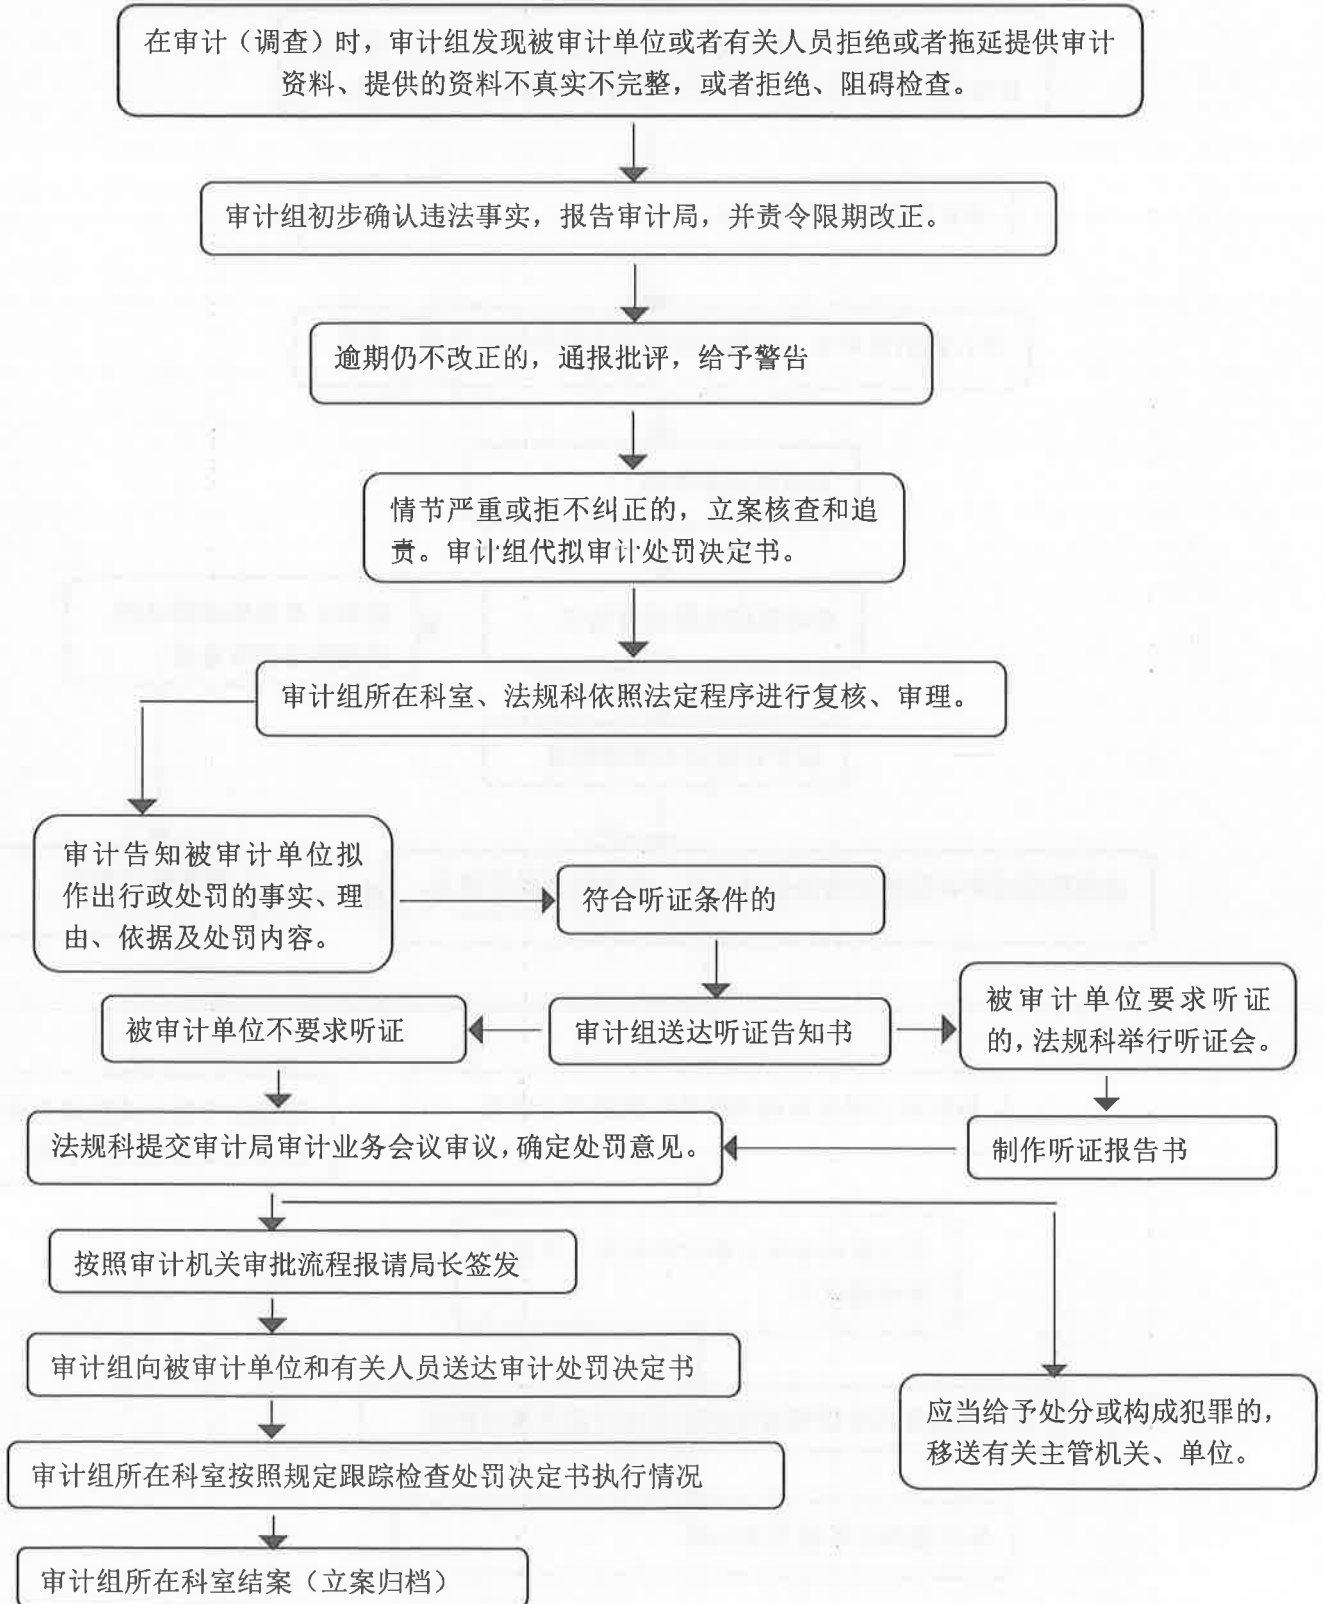 在审计（调查）时，审计组发现被审计单位或者有关人员拒绝或者拖延提供审计
资料、提供的资料不真实不完整，或者拒绝、阻碍检查。
审计组初步确认违法事实，报告审计局，并责令限期改正。
逾期仍不改正的，通报批评，给予警告
情节严重或拒不纠正的，立案核查和追
责。审计组代拟审计处罚决定书。
审计组所在科室、法规科依照法定程序进行复核、审理。
审计告知被审计单位拟
作出行政处罚的事实、理
由、依据及处罚内容。
符合听证条件的
被审计单位不要求听证
审计组送达听证告知书
被审计单位要求听证
的，法规科举行听证会。
法规科提交审计局审计业务会议审议，确定处罚意见。
制作听证报告书
按照审计机关审批流程报请局长签发
审计组向被审计单位和有关人员送达审计处罚决定书
应当给予处分或构成犯罪的，
移送有关主管机关、单位。
审计组所在科室按照规定跟踪检查处罚决定书执行情况
审计组所在科室结案（立案归档）